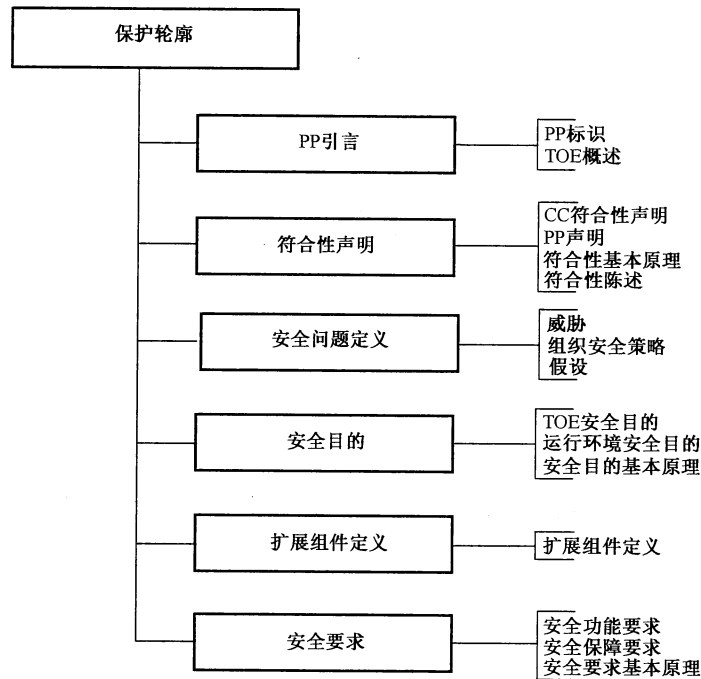 保护轮廓
PP引言
PP标识
TOE概述
符合性声明
CC符合性声明
PP声明
符合性基本原理
符合性陈述
安全问题定义
威胁
组织安全策略
假设
安全目的
TOE安全目的
运行环境安全目的
安全目的基本原理
扩展组件定义
扩展组件定义
安全要求
安全功能要求
安全保障要求
安全要求基本原理